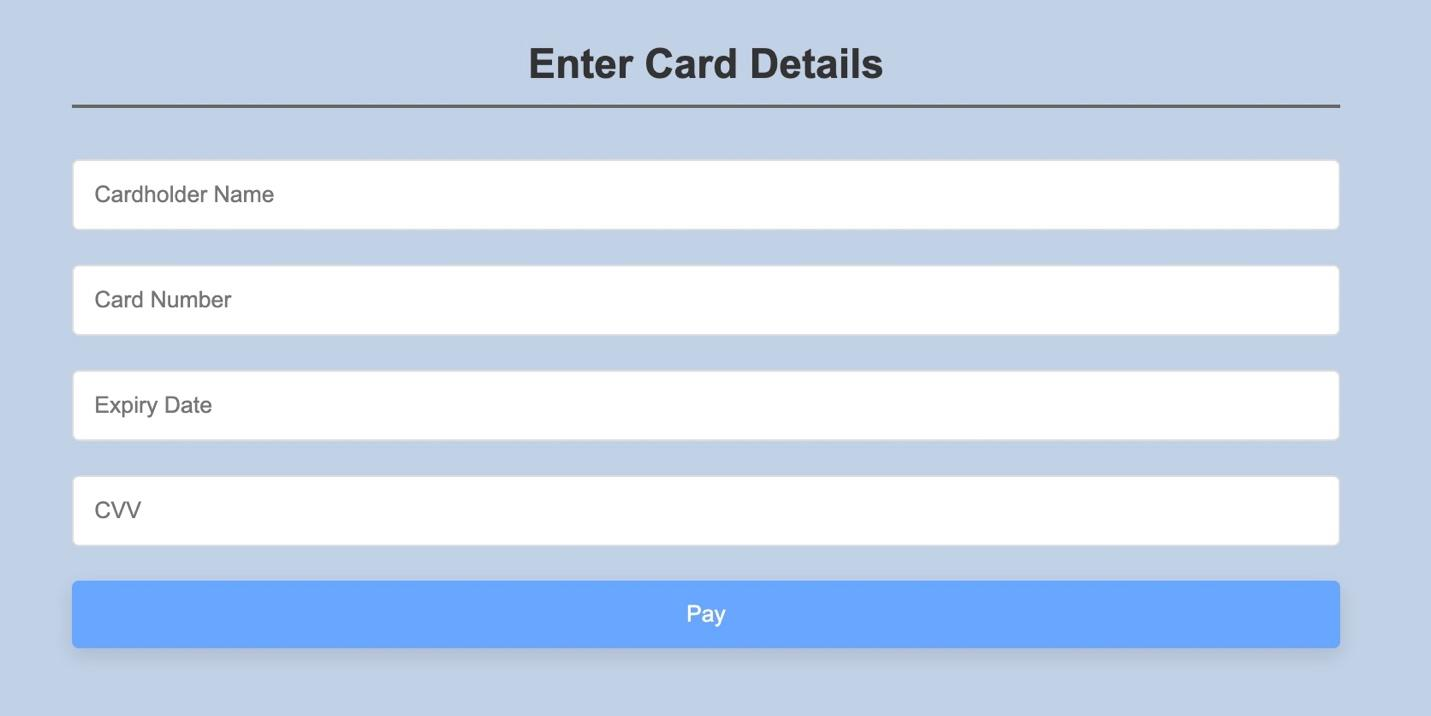 Enter Card Details
Cardholder Name
Card Number
Expiry Date
CVV
Pay